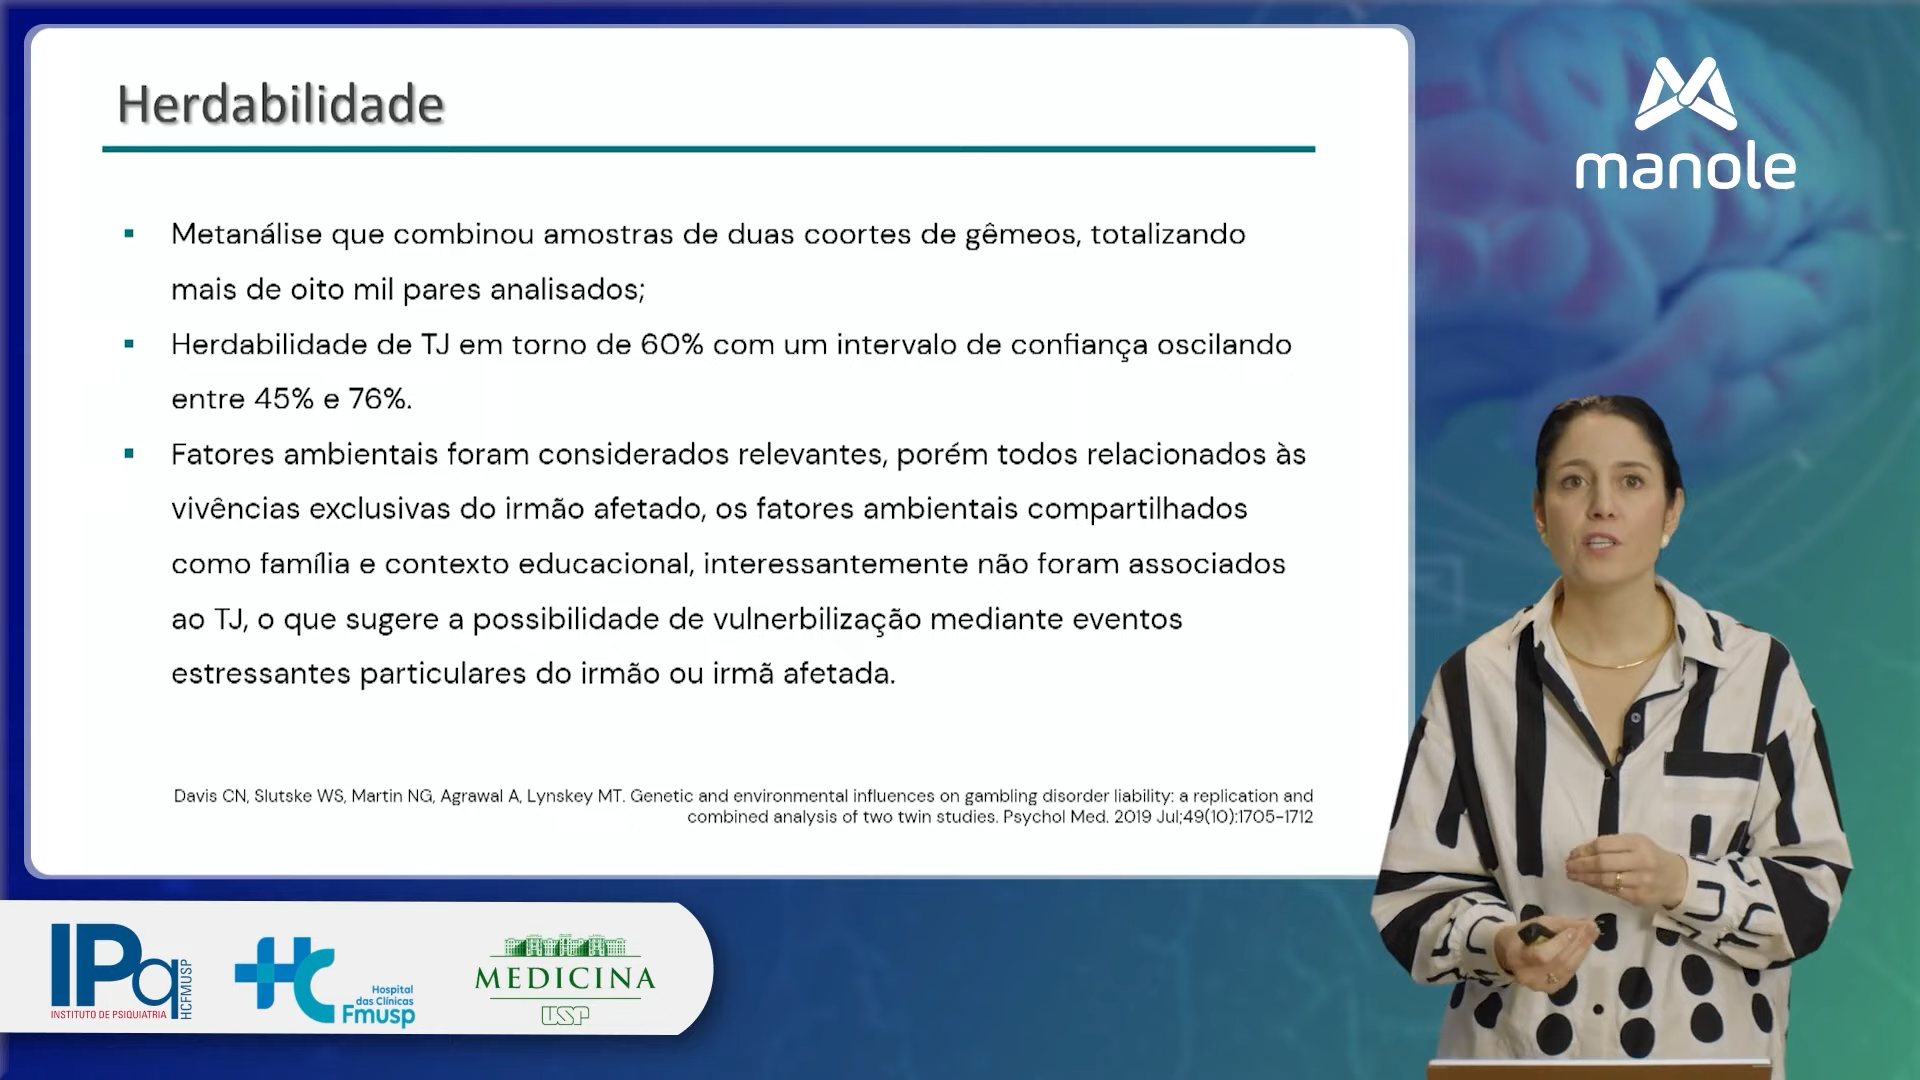 Herdabilidade
Metanálise que combinou amostras de duas coortes de gêmeos, totalizando
mais de oito mil pares analisados;
Herdabilidade de TJ em torno de 60% com um intervalo de confiança oscilando
entre 45% e 76%.
Fatores ambientais foram considerados relevantes, porém todos relacionados às
vivências exclusivas do irmão afetado, os fatores ambientais compartilhados
como família e contexto educacional, interessantemente não foram associados
ao TJ, o que sugere a possibilidade de vulnerbilização mediante eventos
estressantes particulares do irmão ou irmã afetada.
Davis CN, Slutske WS, Martin NG, Agrawal A, Lynskey MT. Genetic and environmental influences on gambling disorder liability: a replication and
combined analysis of two twin studies. Psychol Med. 2019 Jul;49(10):1705-1712
manole
IPq
HCFMUSP
INSTITUTO DE PSIQUIATRIA
HC
Hospital
das Clínicas
Fmusp
MEDICINA
USP